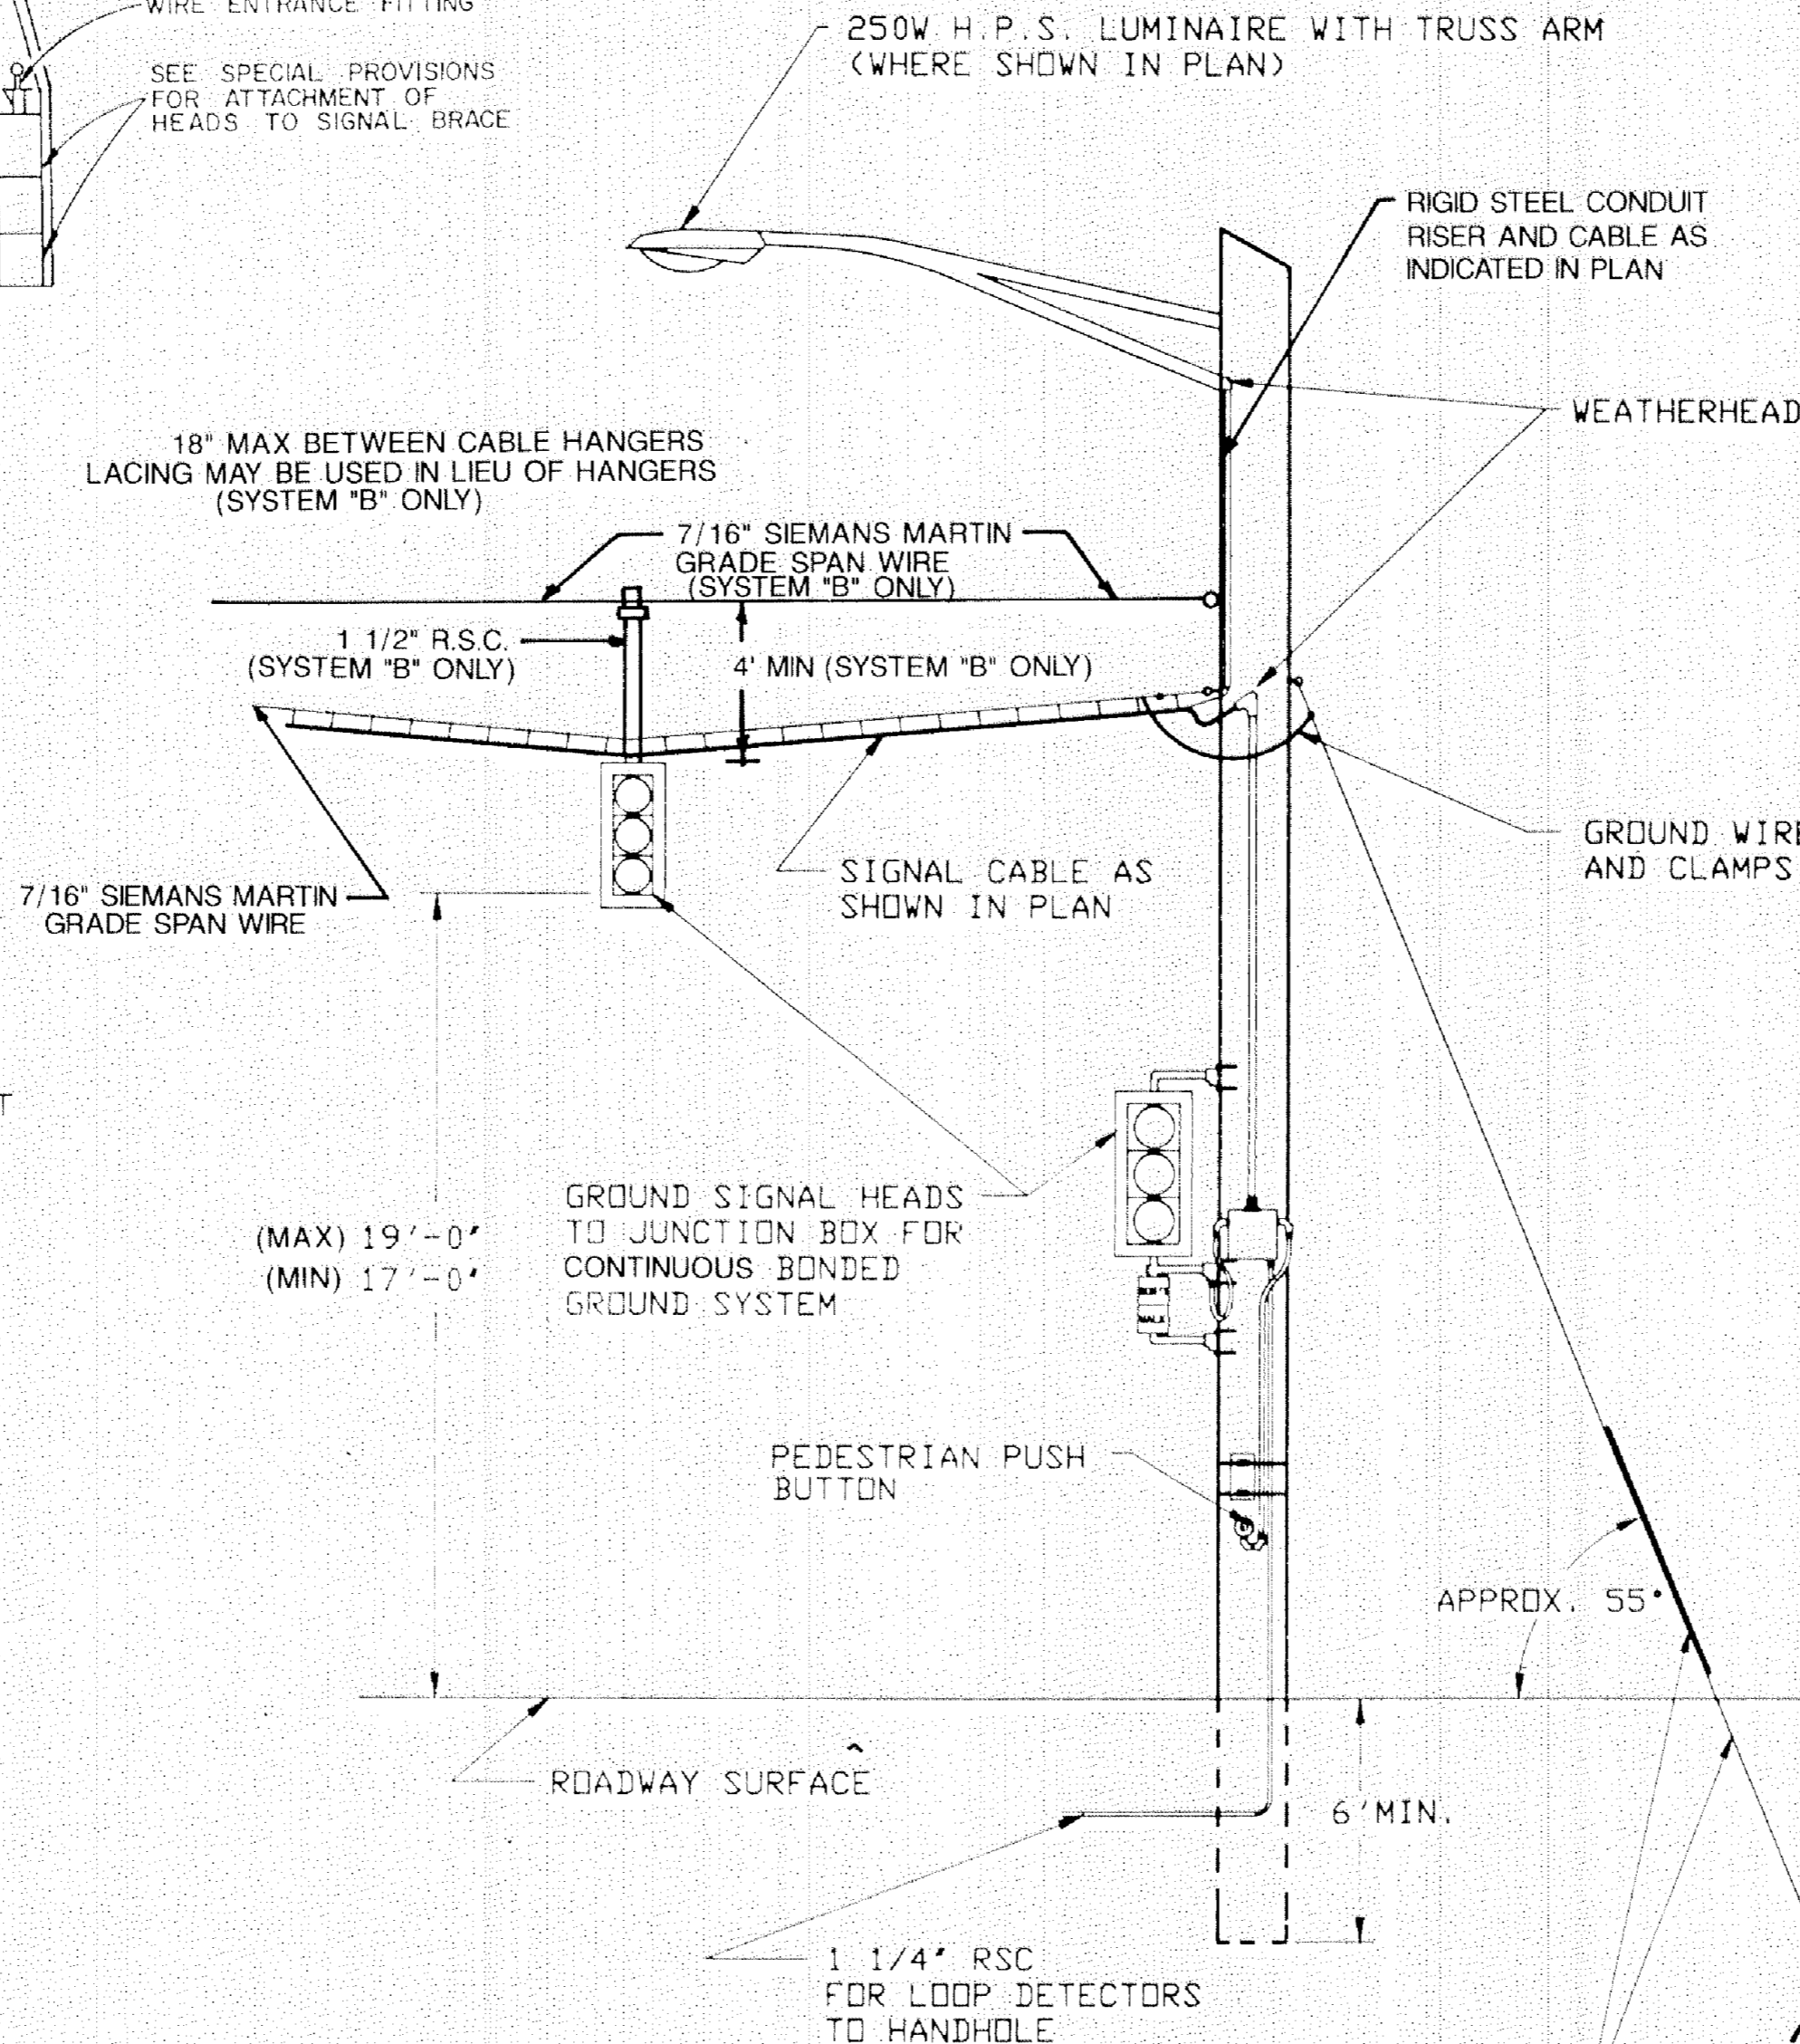 WIRE ENTRANCE FITTING
SEE SPECIAL PROVISIONS
FOR ATTACHMENT OF
HEADS TO SIGNAL BRACE
250W H.P.S. LUMINAIRE WITH TRUSS ARM
(WHERE SHOWN IN PLAN)
RIGID STEEL CONDUIT
RISER AND CABLE AS
INDICATED IN PLAN
WEATHERHEAD
18" MAX BETWEEN CABLE HANGERS
LACING MAY BE USED IN LIEU OF HANGERS
(SYSTEM "B" ONLY)
7/16" SIEMANS MARTIN
GRADE SPAN WIRE
(SYSTEM "B" ONLY)
1 1/2" R.S.C.
(SYSTEM "B" ONLY)
4' MIN (SYSTEM "B" ONLY)
GROUND WIRE
AND CLAMPS
SIGNAL CABLE AS
SHOWN IN PLAN
7/16" SIEMANS MARTIN
GRADE SPAN WIRE
T
GROUND SIGNAL HEADS
TO JUNCTION BOX FOR
CONTINUOUS BONDED
GROUND SYSTEM
(MAX) 19'-0"
(MIN) 17'-0"
WALK
PEDESTRIAN PUSH
BUTTON
APPROX. 55°
ROADWAY SURFACE
6'MIN.
1 1/4" RSC
FOR LOOP DETECTORS
TO HANDHOLE